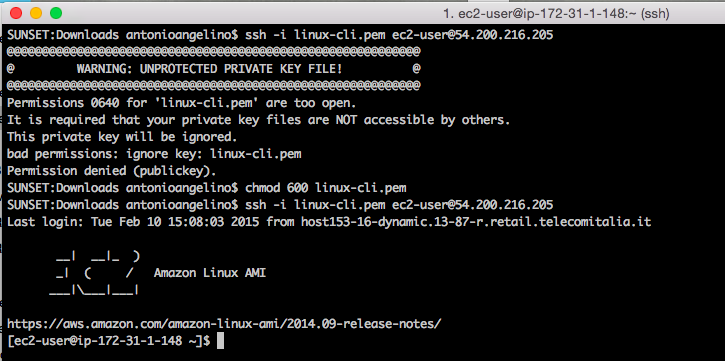 1. ec2-user@ip-172-31-1-148:~ (ssh)
SUNSET:Downloads antonioangelino$ ssh -i linux-cli.pem ec2-user@54.200.216.205
@@@@@@@@@@@@@@@@@@@@@@@@@@@@@@@@@@@@@@@@@@@@@@@@@@@@@@@@@@@
@         WARNING: UNPROTECTED PRIVATE KEY FILE!          @
@@@@@@@@@@@@@@@@@@@@@@@@@@@@@@@@@@@@@@@@@@@@@@@@@@@@@@@@@@@
Permissions 0640 for 'linux-cli.pem' are too open.
It is required that your private key files are NOT accessible by others.
This private key will be ignored.
bad permissions: ignore key: linux-cli.pem
Permission denied (publickey).
SUNSET:Downloads antonioangelino$ chmod 600 linux-cli.pem
SUNSET:Downloads antonioangelino$ ssh -i linux-cli.pem ec2-user@54.200.216.205
Last login: Tue Feb 10 15:08:03 2015 from host153-16-dynamic.13-87-r.retail.telecomitalia.it
       __|  __|_  )
       _|  (     /   Amazon Linux AMI
      ___|\___|___|
https://aws.amazon.com/amazon-linux-ami/2014.09-release-notes/
[ec2-user@ip-172-31-1-148 ~]$